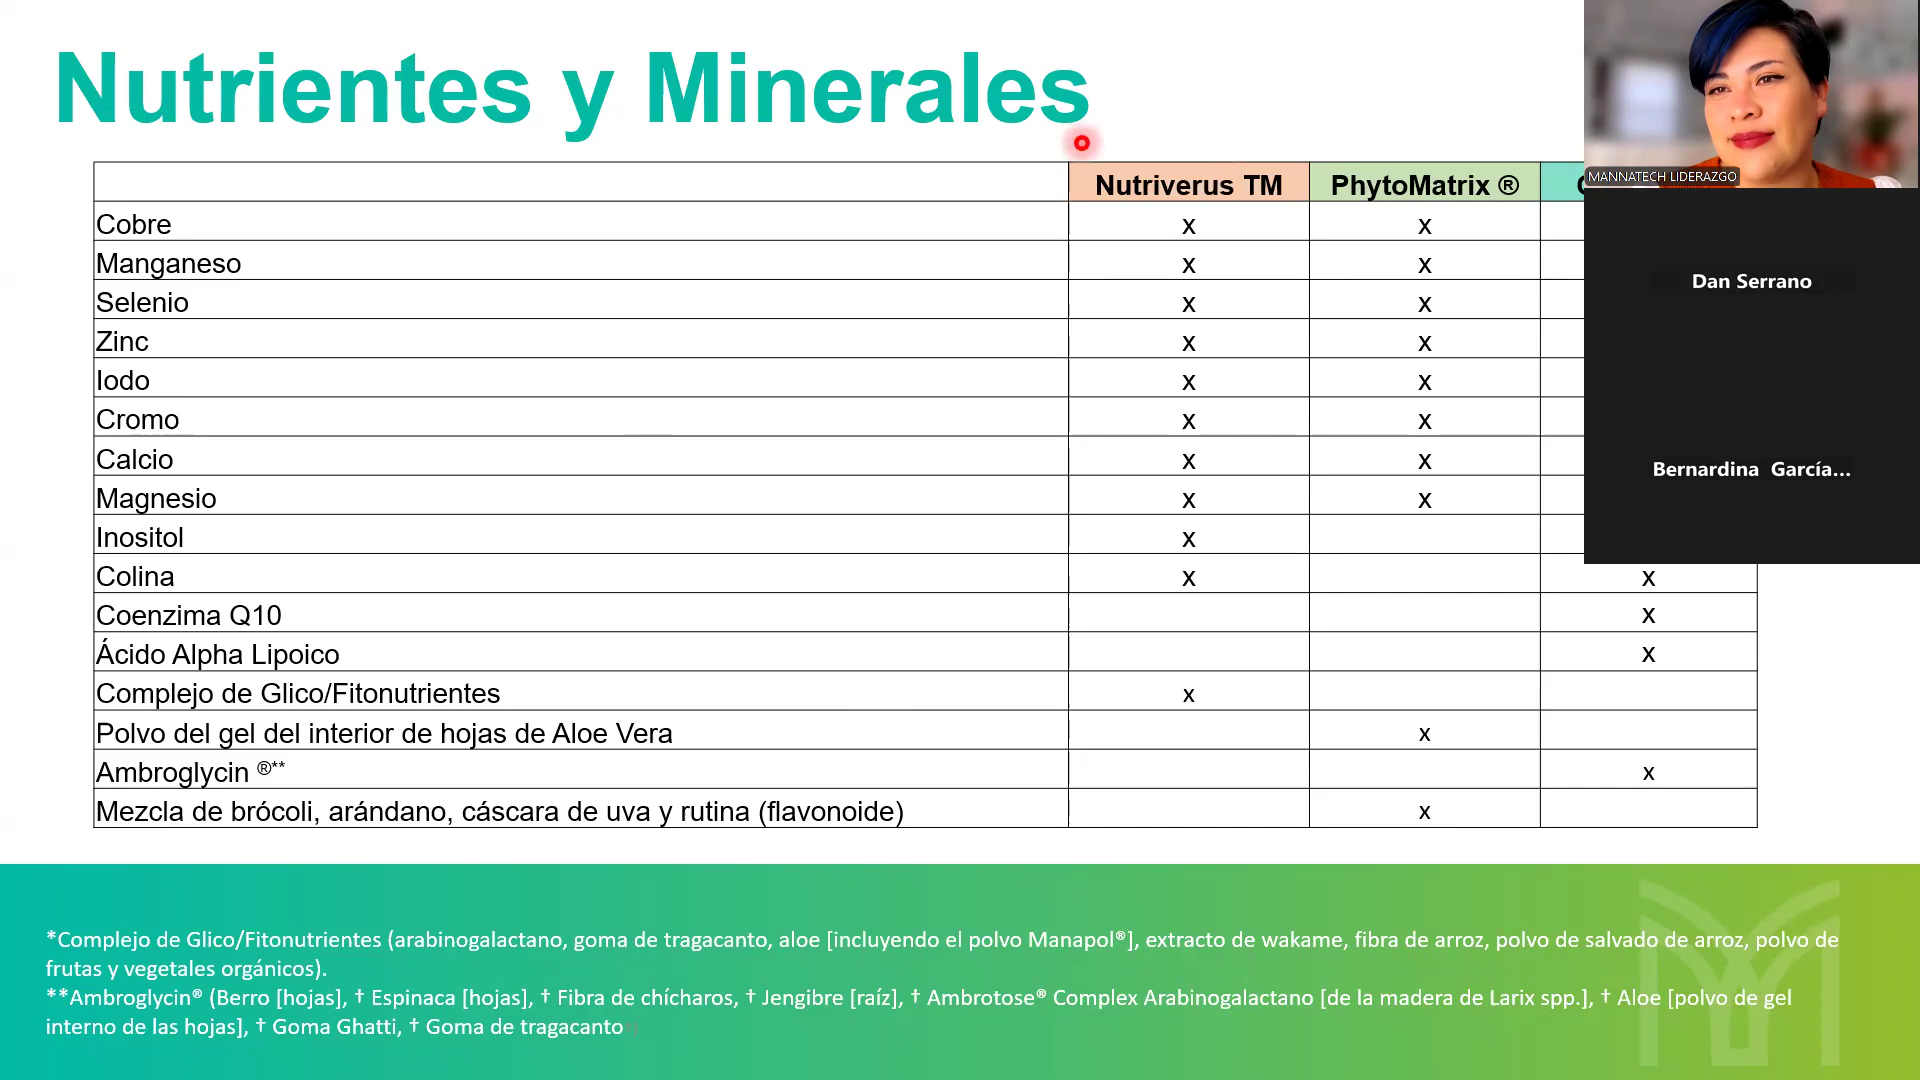 Nutrientes y Minerales
MANNATECH LIDERAZGO
Nutriverus TM PhytoMatrix ®
Cobre x x
Manganeso x x
Dan Serrano
Selenio x x
Zinc x x
Iodo x x
Cromo x x
Calcio x x
Bernardina García...
Magnesio x x
Inositol x
Colina x x
Coenzima Q10 x
Ácido Alpha Lipoico x
Complejo de Glico/Fitonutrientes x
Polvo del gel del interior de hojas de Aloe Vera x
Ambroglycin ®** x
Mezcla de brócoli, arándano, cáscara de uva y rutina (flavonoide) x
*Complejo de Glico/Fitonutrientes (arabinogalactano, goma de tragacanto, aloe [incluyendo el polvo Manapol®], extracto de wakame, fibra de arroz, polvo de salvado de arroz, polvo de
frutas y vegetales orgánicos).
**Ambroglycin® (Berro [hojas], † Espinaca [hojas], † Fibra de chícharos, † Jengibre [raíz], † Ambrotose® Complex Arabinogalactano [de la madera de Larix spp.], † Aloe [polvo de gel
interno de las hojas], † Goma Ghatti, † Goma de tragacanto